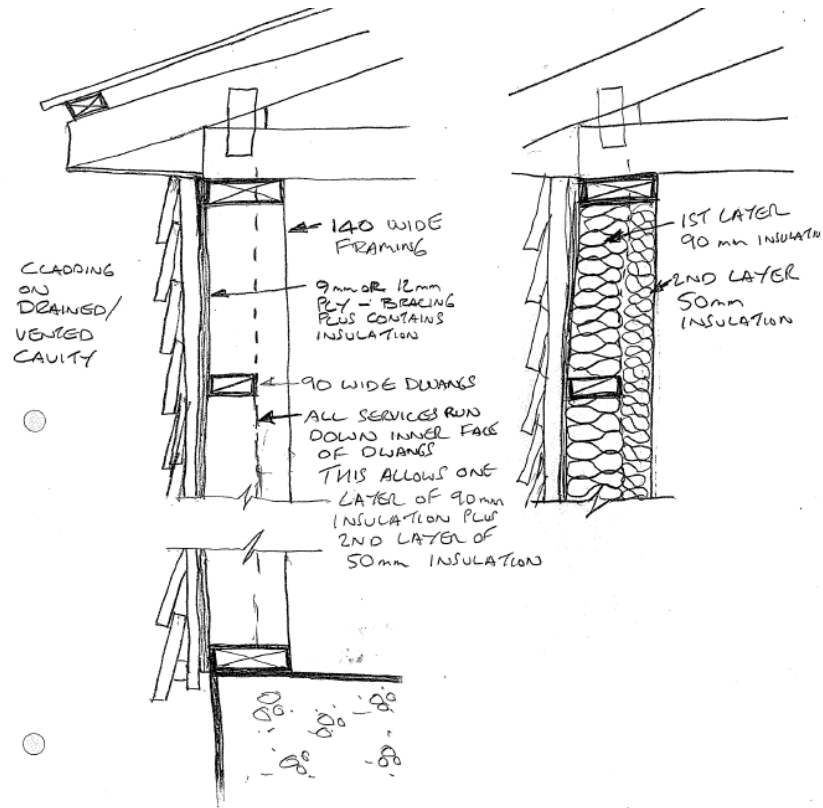 CLADDING
ON
DRAINED/
VENTED
CAVITY
140 WIDE
FRAMING
9mm OR 12mm
PLY - BRACING
PLUS CONTAINS
INSULATION
90 WIDE DWANGS
ALL SERVICES RUN
DOWN INNER FACE
OF DWANGS
THIS ALLOWS ONE
LAYER OF 90mm
INSULATION PLUS
2ND LAYER OF
50mm INSULATION
1ST LAYER
90 mm INSULATIO
2ND LAYER
50mm
INSULATION